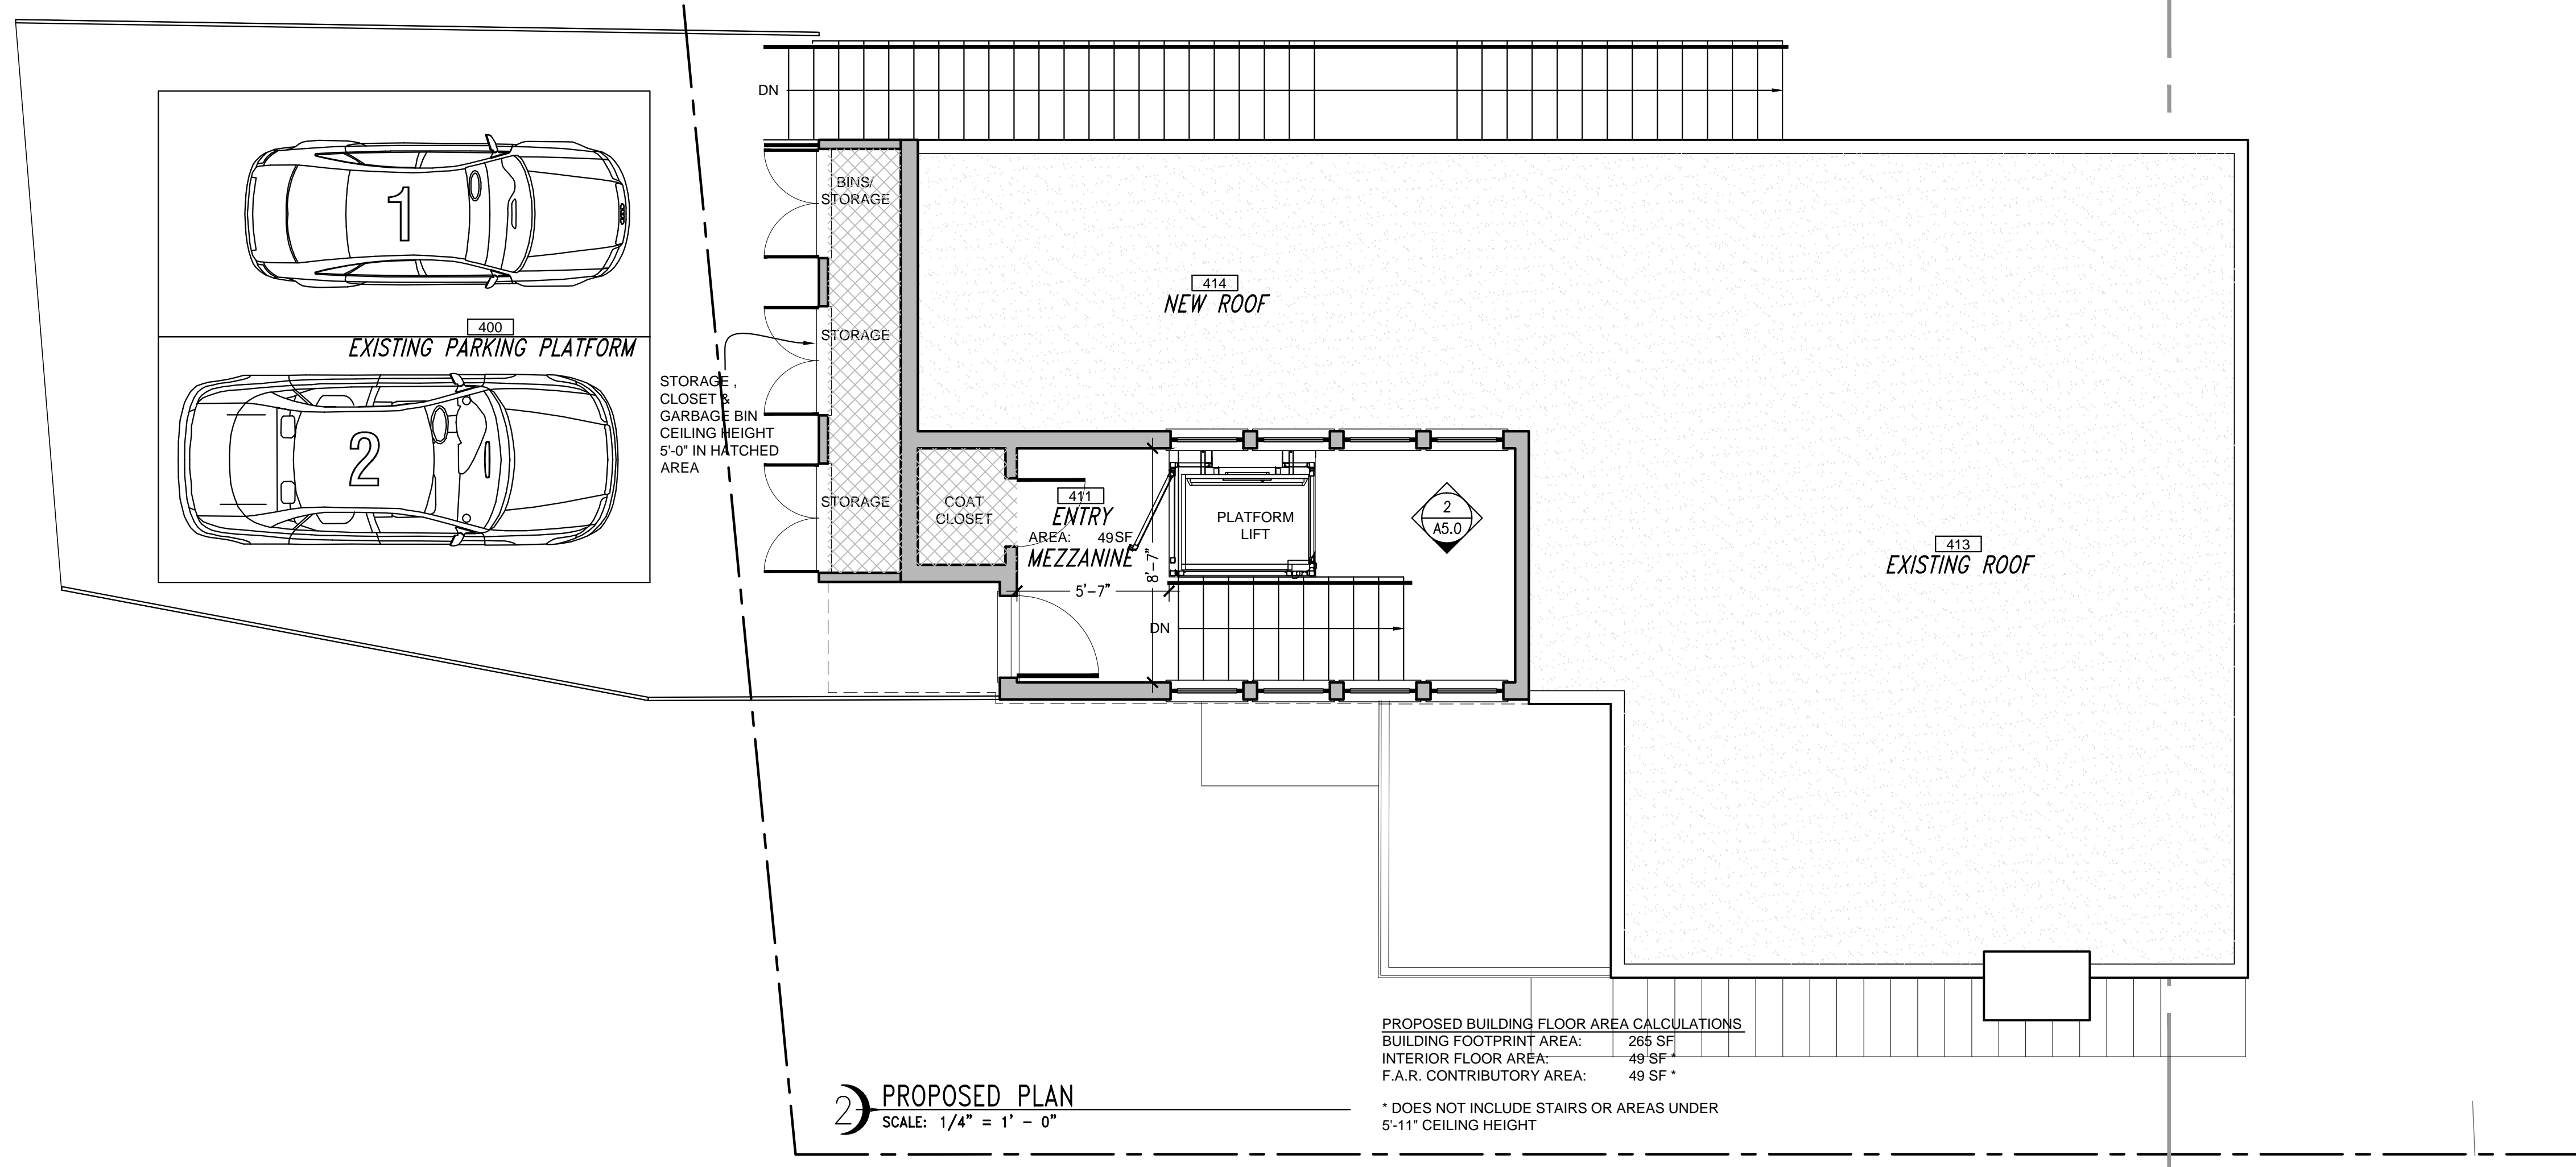 DN
1
BINS/
STORAGE
414
NEW ROOF
400
EXISTING PARKING PLATFORM
STORAGE
STORAGE ,
CLOSET &
GARBAGE BIN
CEILING HEIGHT
5'-0" IN HATCHED
AREA
2
STORAGE
COAT
CLOSET
411
ENTRY
AREA: 49SF
MEZZANINE
8'-7"
5'-7"
PLATFORM
LIFT
2
A5.0
413
EXISTING ROOF
DN
PROPOSED BUILDING FLOOR AREA CALCULATIONS
BUILDING FOOTPRINT AREA: 265 SF
INTERIOR FLOOR AREA: 49 SF *
F.A.R. CONTRIBUTORY AREA: 49 SF *
* DOES NOT INCLUDE STAIRS OR AREAS UNDER
5'-11" CEILING HEIGHT
2
PROPOSED PLAN
SCALE: 1/4" = 1' - 0"